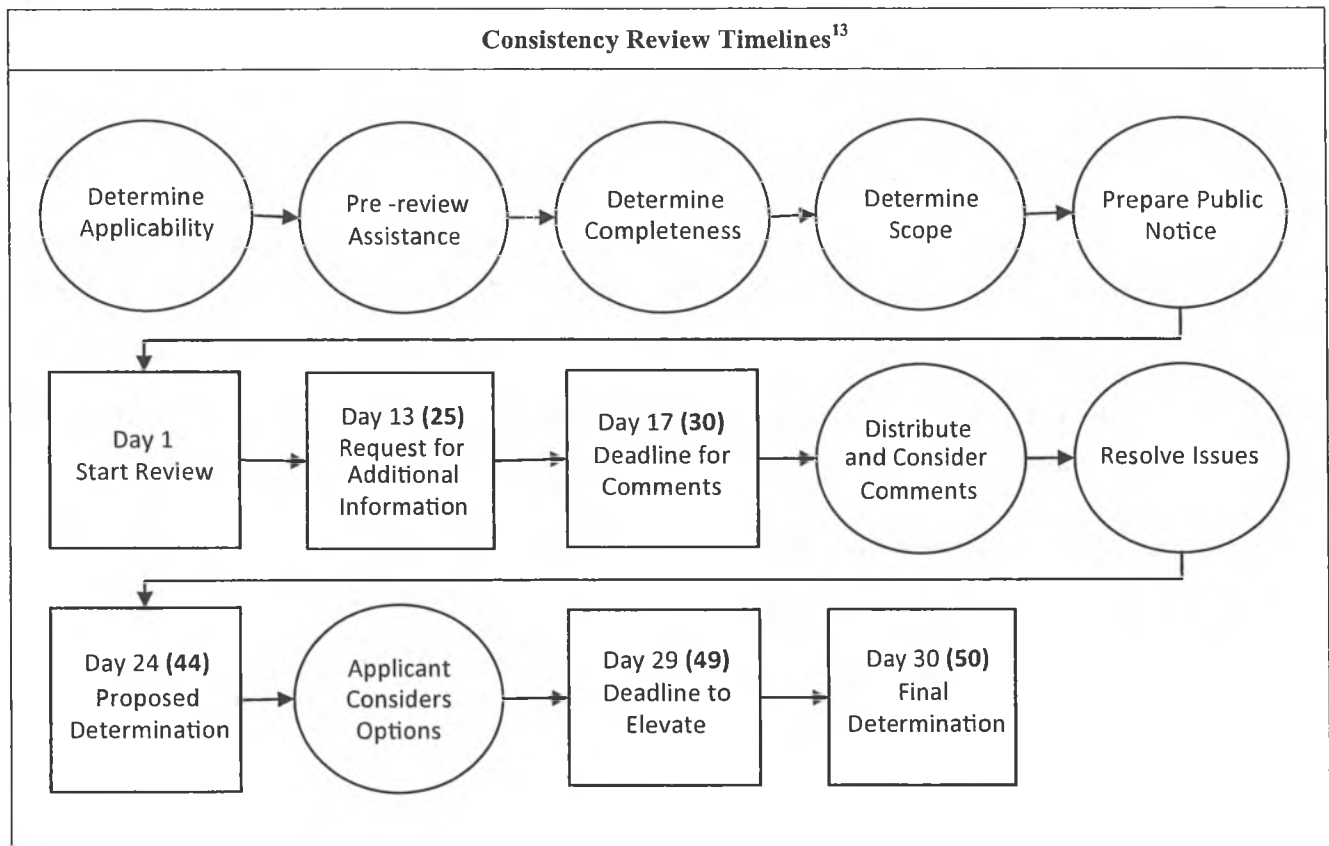 Consistency Review Timelines13
Determine
Applicability
Pre -review
Assistance
Determine
Completeness
Determine
Scope
Prepare Public
Notice
Day 1
Start Review
Day 13 (25)
Request for
Additional
Information
Day 17 (30)
Deadline for
Comments
Distribute
and Consider
Comments
Resolve Issues
Day 24 (44)
Proposed
Determination
Applicant
Considers
Options
Day 29 (49)
Deadline to
Elevate
Day 30 (50)
Final
Determination